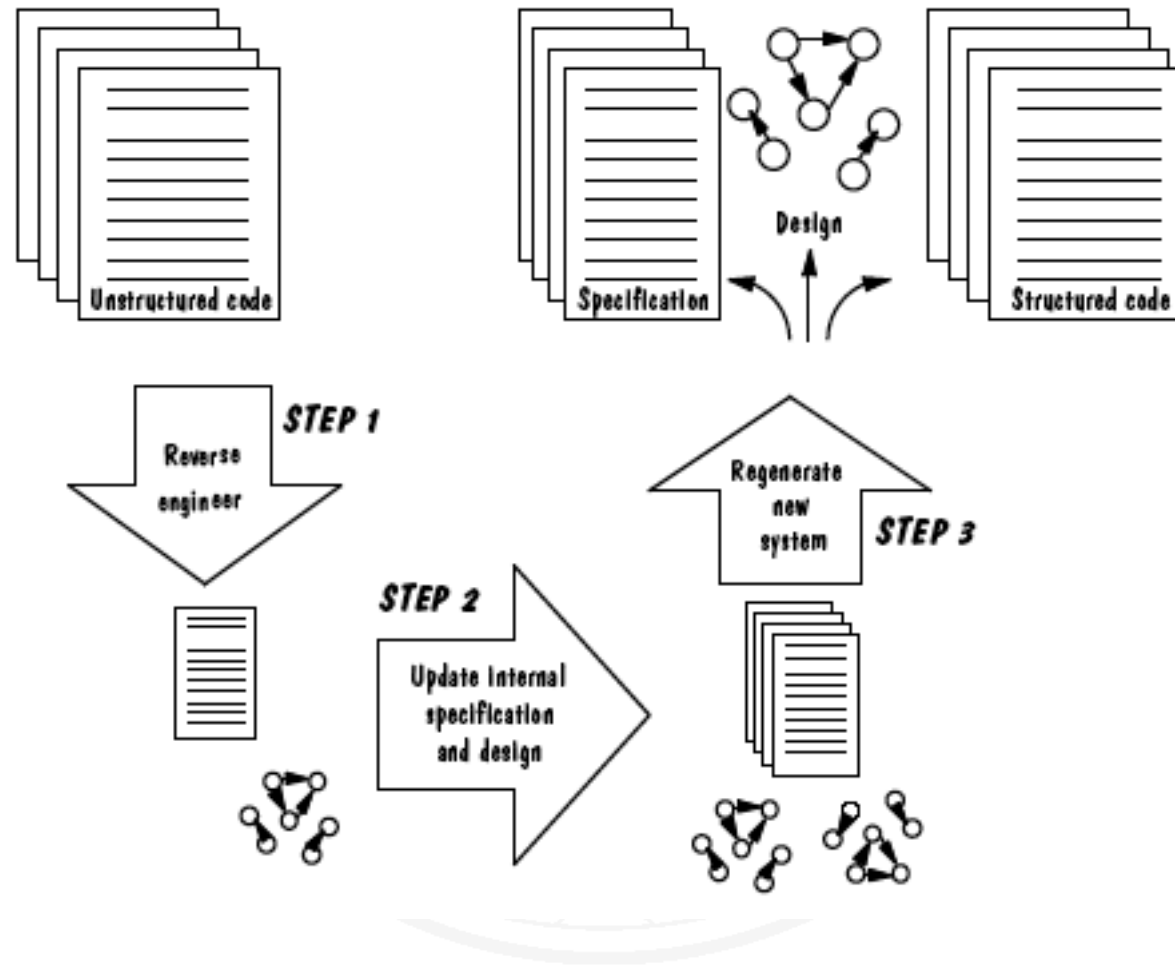 Design
Unstructured code
Specification
Structured code
STEP 1
Reverse
engineer
Regenerate
new
system
STEP 3
STEP 2
Update internal
specification
and design